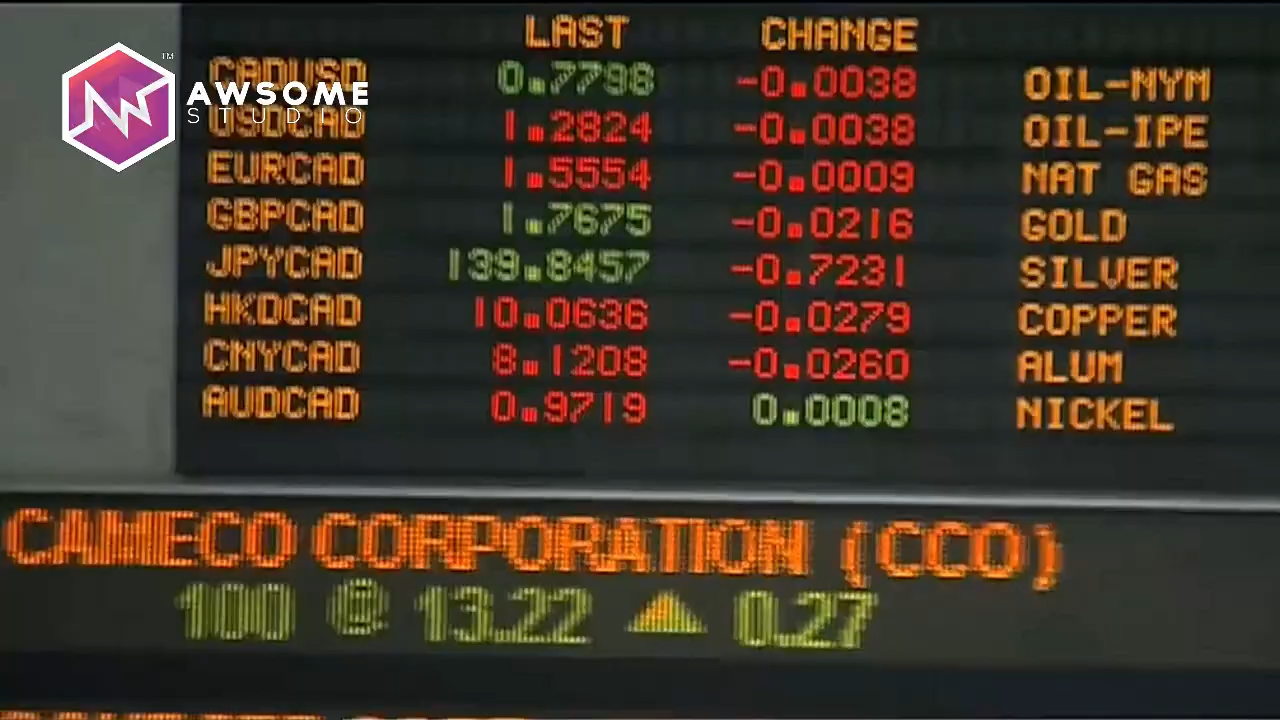 LAST CHANGE
CADUSD 0.7798 -0.0038 OIL-NYM
USDCAD 1.2824 -0.0038 OIL-IPE
EURCAD 1.5554 -0.0009 NAT GAS
GBPCAD 1.7675 -0.0216 GOLD
JPYCAD 139.8457 -0.7231 SILVER
HKDCAD 10.0636 -0.0279 COPPER
CNYCAD 8.1208 -0.0260 ALUM
AUDCAD 0.9719 0.0008 NICKEL
AWSOME
STUDIO
TM
CAMECO CORPORATION (CCO)
100 @ 13.22 ▲ 0.27